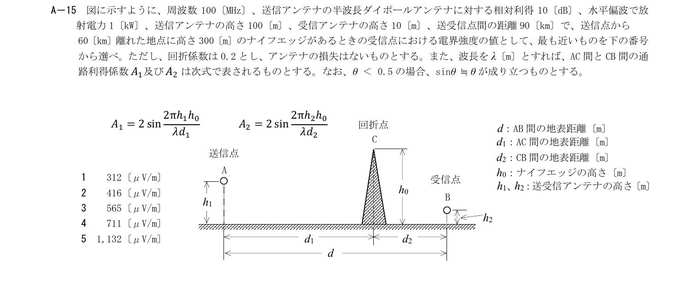 A－15　図に示すように、周波数 100〔MHz〕、送信アンテナの半波長ダイポールアンテナに対する相対利得 10〔dB〕、水平偏波で放
射電力 1〔kW〕、送信アンテナの高さ 100〔m〕、受信アンテナの高さ 10〔m〕、送受信点間の距離 90〔km〕で、送信点から
60〔km〕離れた地点に高さ 300〔m〕のナイフエッジがあるときの受信点における電界強度の値として、最も近いものを下の番号
から選べ。ただし、回折係数は 0.2 とし、アンテナの損失はないものとする。また、波長を λ〔m〕とすれば、AC 間と CB 間の通
路利得係数 A₁ 及び A₂ は次式で表されるものとする。なお、θ ＜ 0.5 の場合、sinθ ≒ θ が成り立つものとする。
A₁ = 2 sin 2πh₁h₀/λd₁　A₂ = 2 sin 2πh₂h₀/λd₂
1　312〔μV/m〕
2　416〔μV/m〕
3　565〔μV/m〕
4　711〔μV/m〕
5　1,132〔μV/m〕
送信点
A
h₁
回折点
C
h₀
受信点
B
h₂
d₁
d₂
d
d：AB 間の地表距離〔m〕
d₁：AC 間の地表距離〔m〕
d₂：CB 間の地表距離〔m〕
h₀：ナイフエッジの高さ〔m〕
h₁、h₂：送受信アンテナの高さ〔m〕